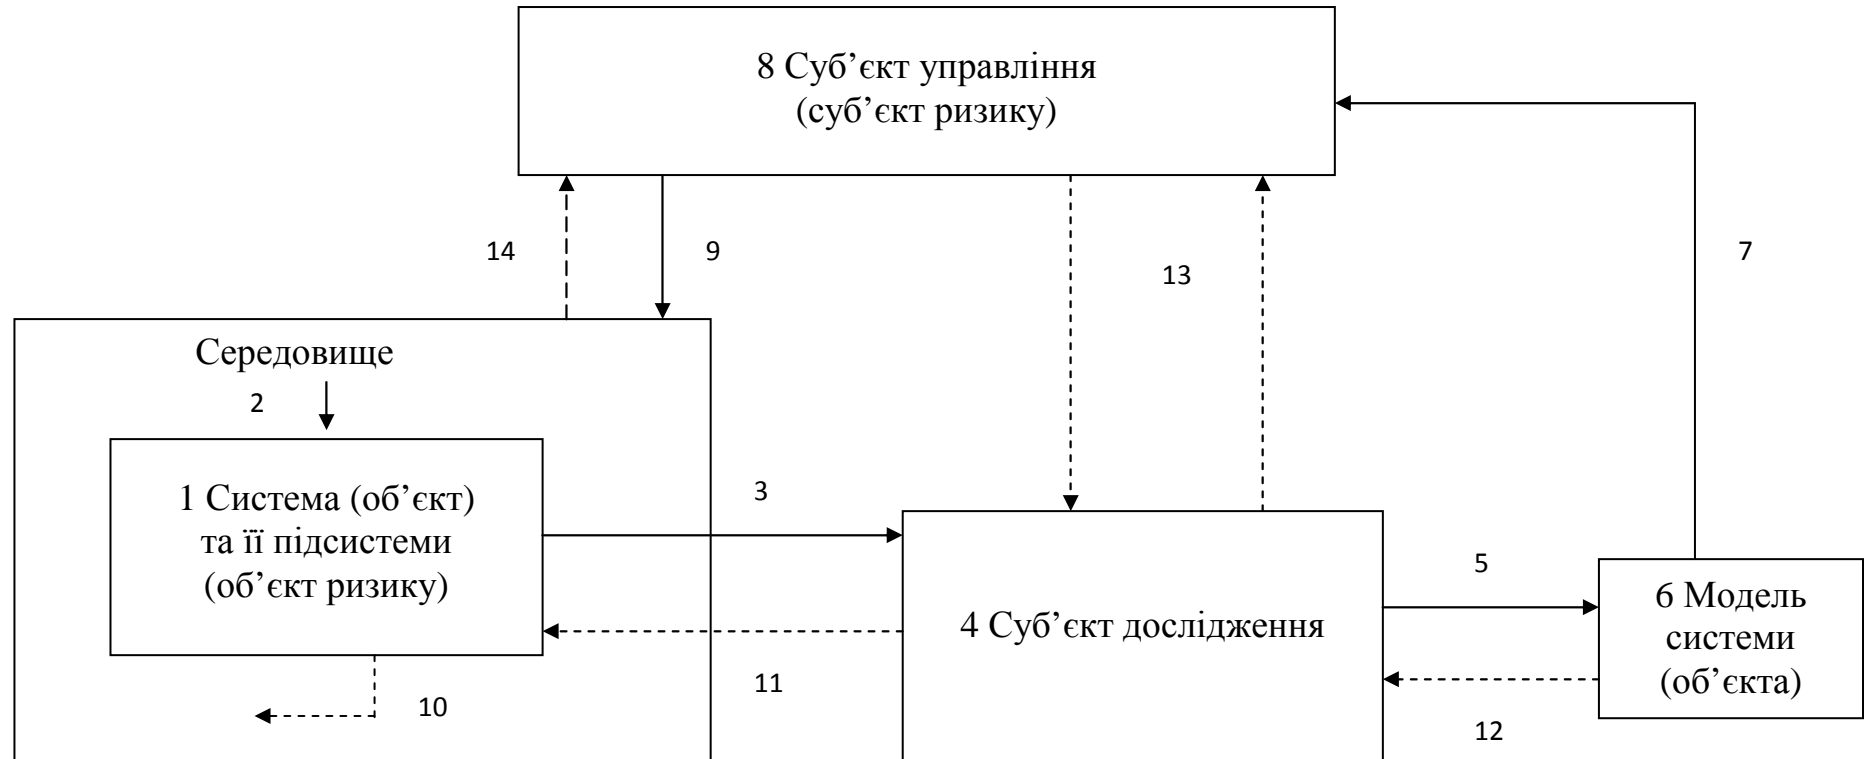 8 Суб’єкт управління
(суб’єкт ризику)
14
9
13
7
Середовище
2
1 Система (об’єкт)
та її підсистеми
(об’єкт ризику)
3
4 Суб’єкт дослідження
5
6 Модель
системи
(об’єкта)
11
10
12